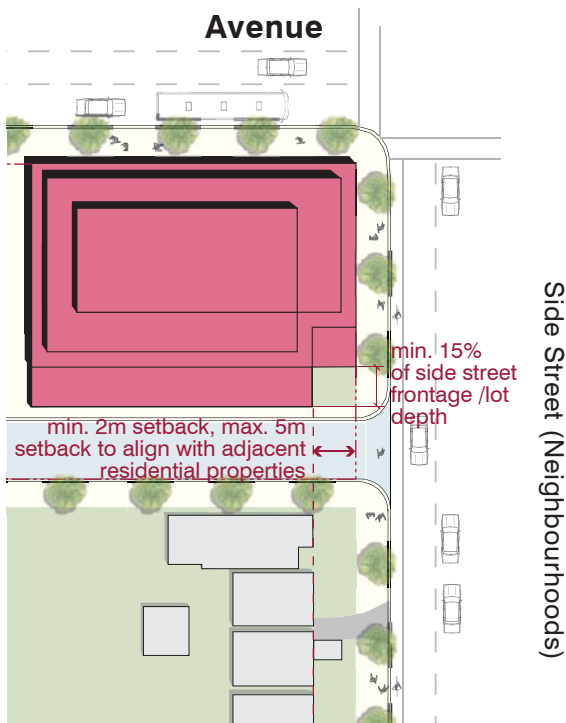 Avenue
min. 15%
of side street
frontage /lot
depth
min. 2m setback, max. 5m
setback to align with adjacent
residential properties
Side Street (Neighbourhoods)